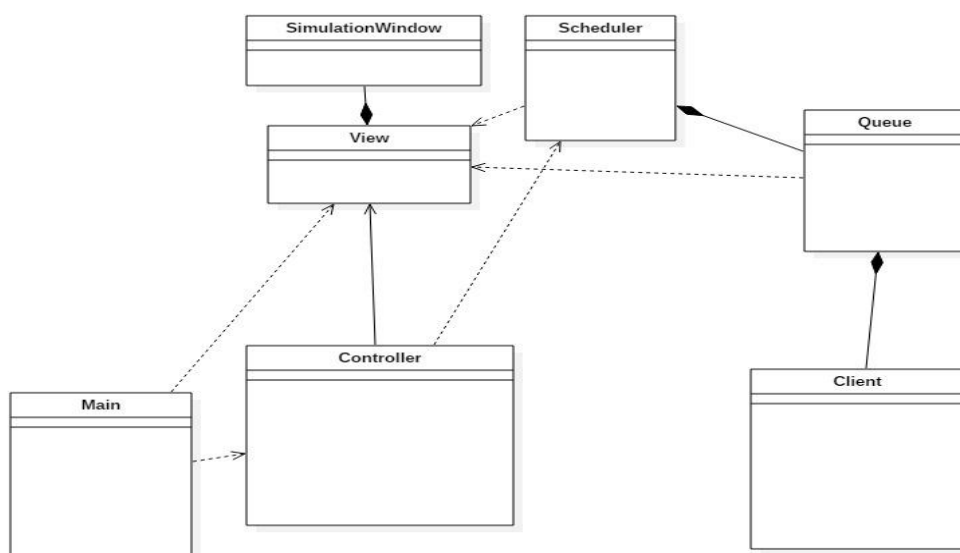 SimulationWindow
Scheduler
Queue
View
Controller
Client
Main